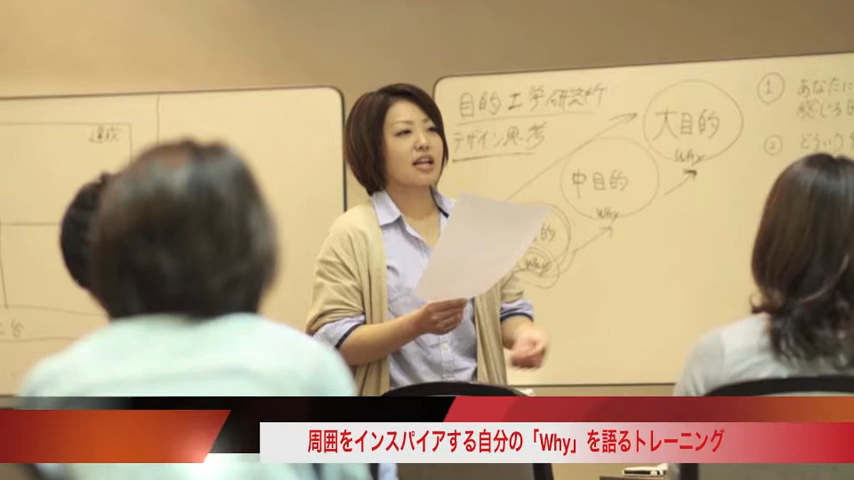 目的工学研究所
デザイン思考
大目的
Why
中目的
Why
的
Why
①
あなたに
感じる
②
どういう
周囲をインスパイアする自分の「Why」を語るトレーニング